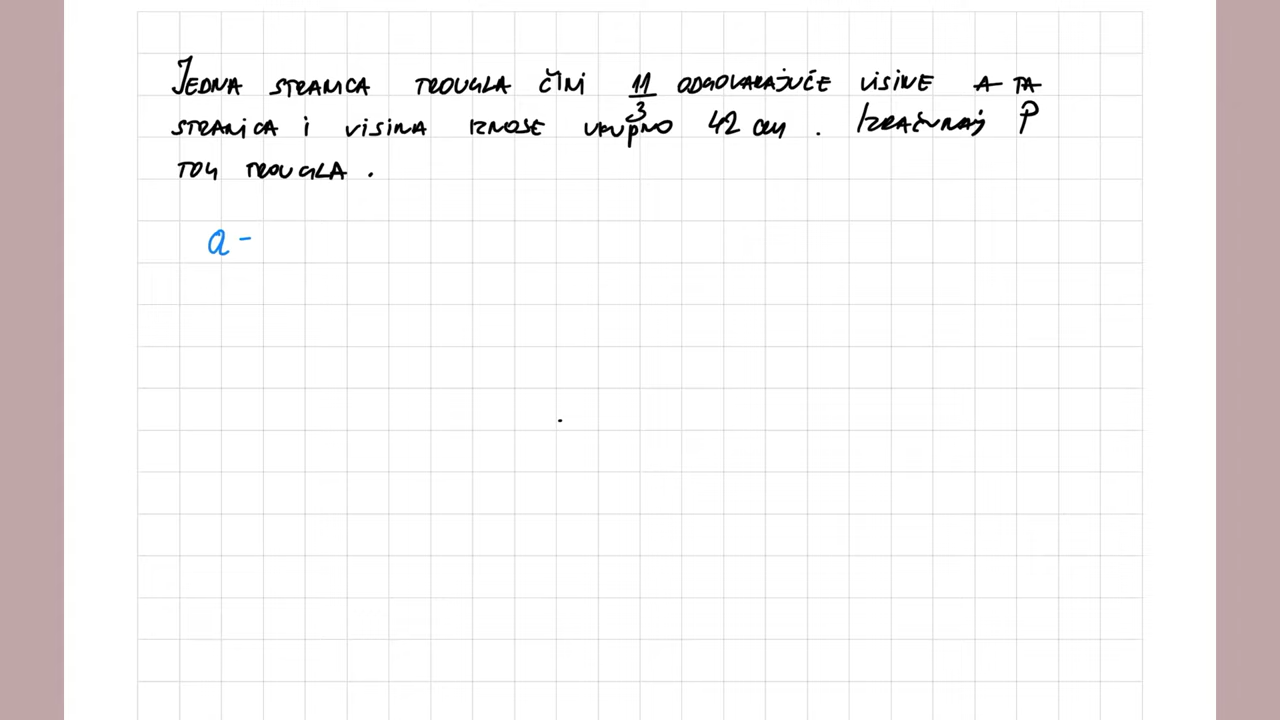 JEDNA STRANICA TROUGLA ČINI 11/3 ODGOVARAJUĆE VISINE A TA
STRANICA I VISINA IZNOSE UKUPNO 42 cm. IZRAČUNAJ P
TOG TROUGLA.
a -